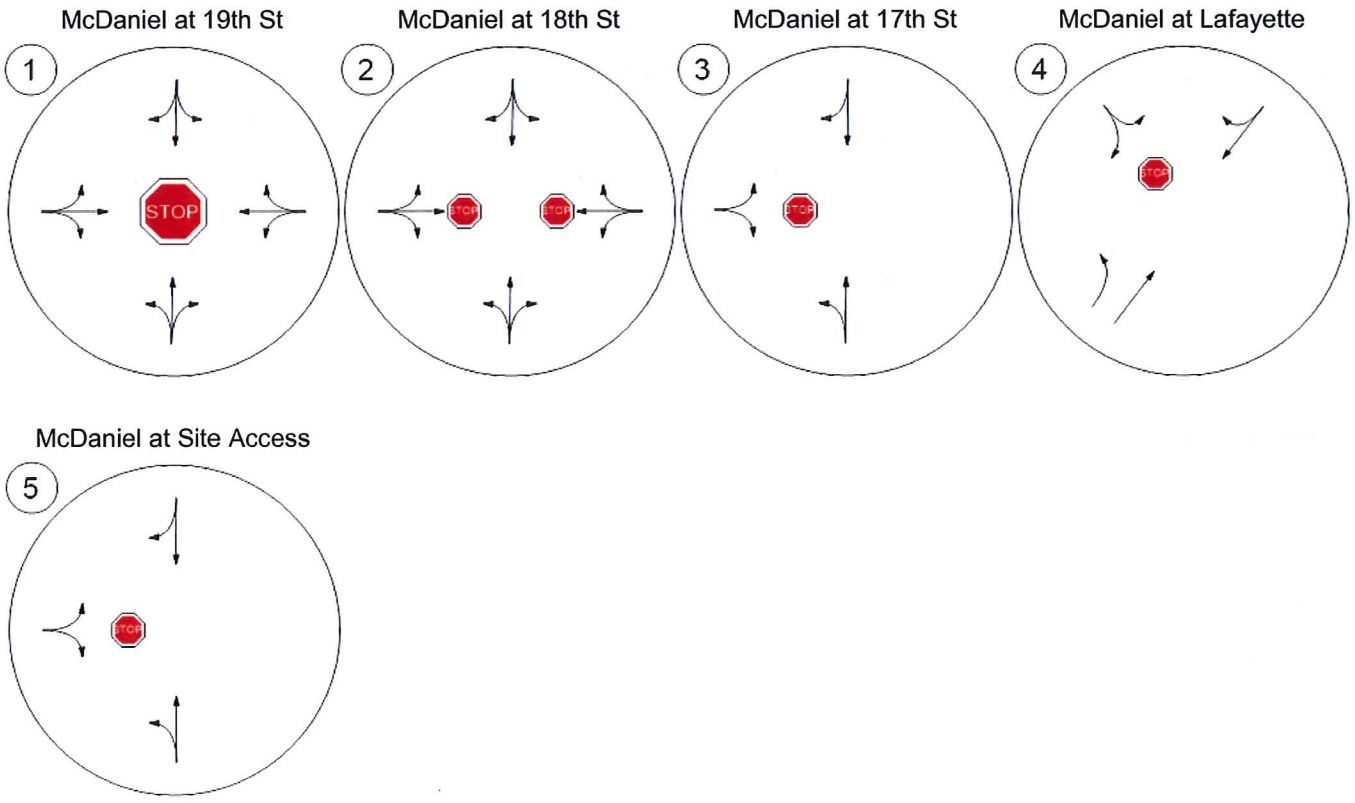 McDaniel at 19th St
McDaniel at 18th St
McDaniel at 17th St
McDaniel at Lafayette
1
2
3
4
STOP
STOP
STOP
STOP
STOP
McDaniel at Site Access
5
STOP